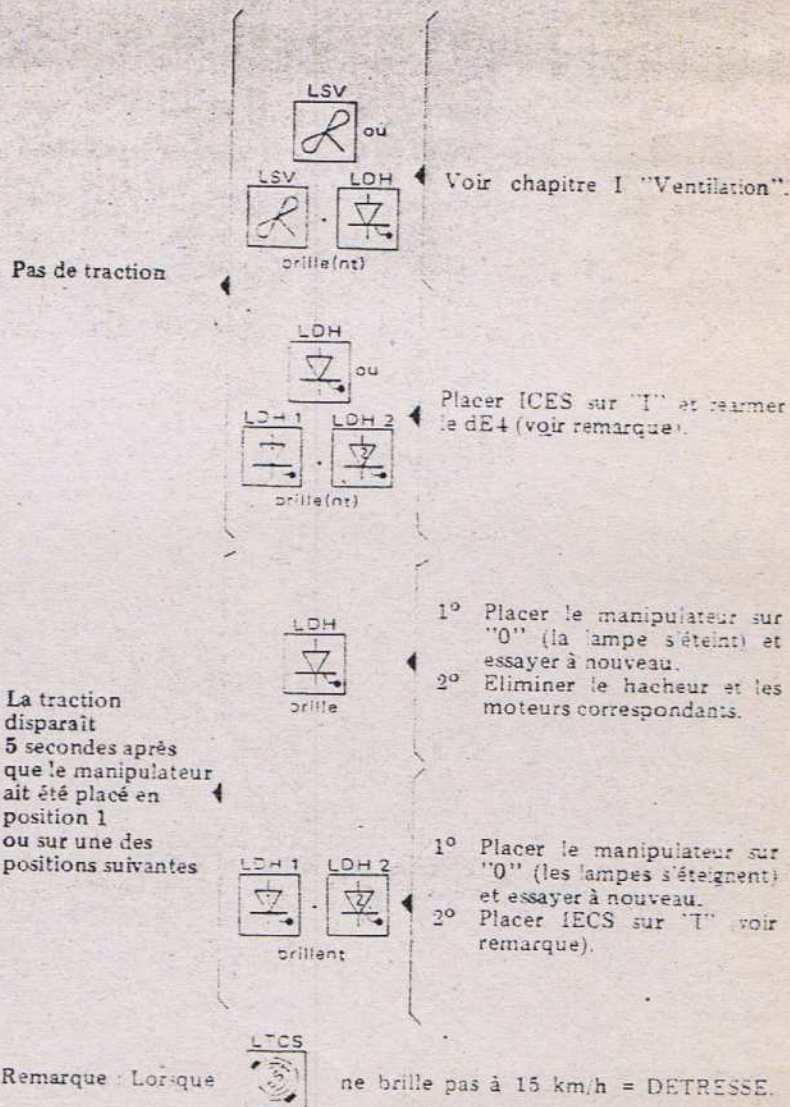 LSV
ou
LSV LDH
brille(nt)
Voir chapitre I "Ventilation".
Pas de traction
LDH
ou
LDH 1 LDH 2
2
brille(nt)
Placer ICES sur "I" et réarmer
le dE4 (voir remarque).
LDH
brille
1° Placer le manipulateur sur
"0" (la lampe s'éteint) et
essayer à nouveau.
2° Eliminer le hacheur et les
moteurs correspondants.
La traction
disparaît
5 secondes après
que le manipulateur
ait été placé en
position 1
ou sur une des
positions suivantes
LDH 1 LDH 2
2
brillent
1° Placer le manipulateur sur
"0" (les lampes s'éteignent)
et essayer à nouveau.
2° Placer IECS sur "I" voir
remarque).
LTCS
Remarque : Lorsque ne brille pas à 15 km/h = DETRESSE.